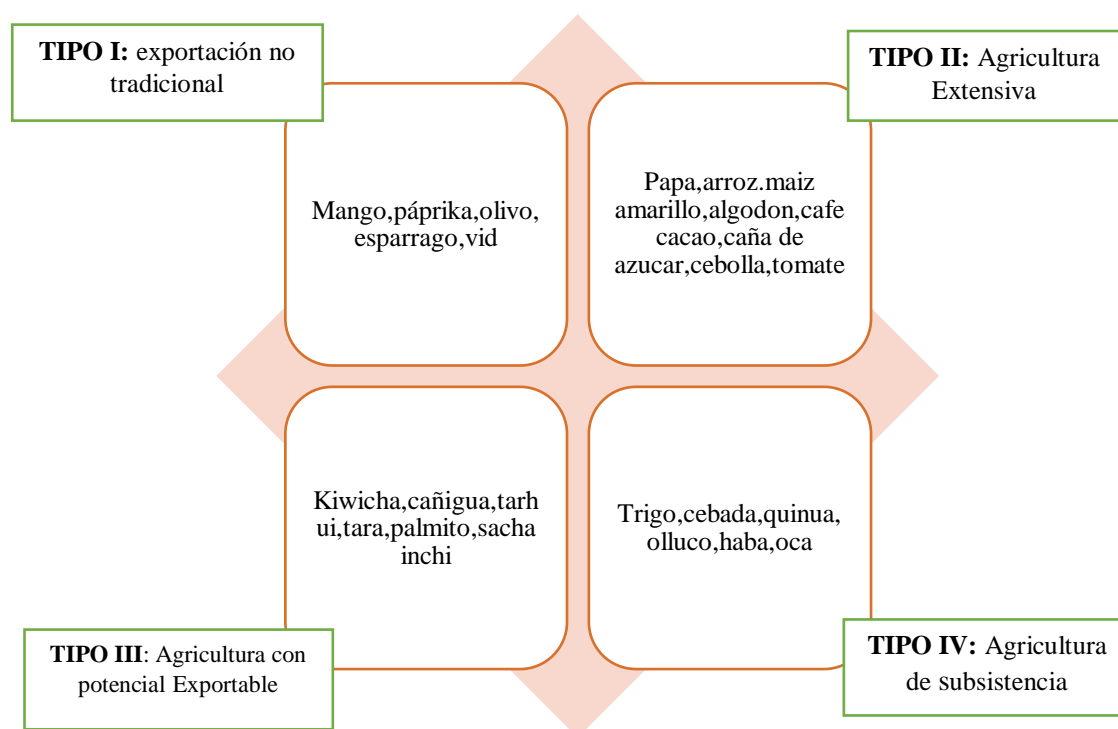 TIPO I: exportación no
tradicional
TIPO II: Agricultura
Extensiva
Mango,páprika,olivo,
esparrago,vid
Papa,arroz.maiz
amarillo,algodon,cafe
cacao,caña de
azucar,cebolla,tomate
Kiwicha,cañigua,tarh
ui,tara,palmito,sacha
inchi
Trigo,cebada,quinua,
olluco,haba,oca
TIPO III: Agricultura con
potencial Exportable
TIPO IV: Agricultura
de subsistencia